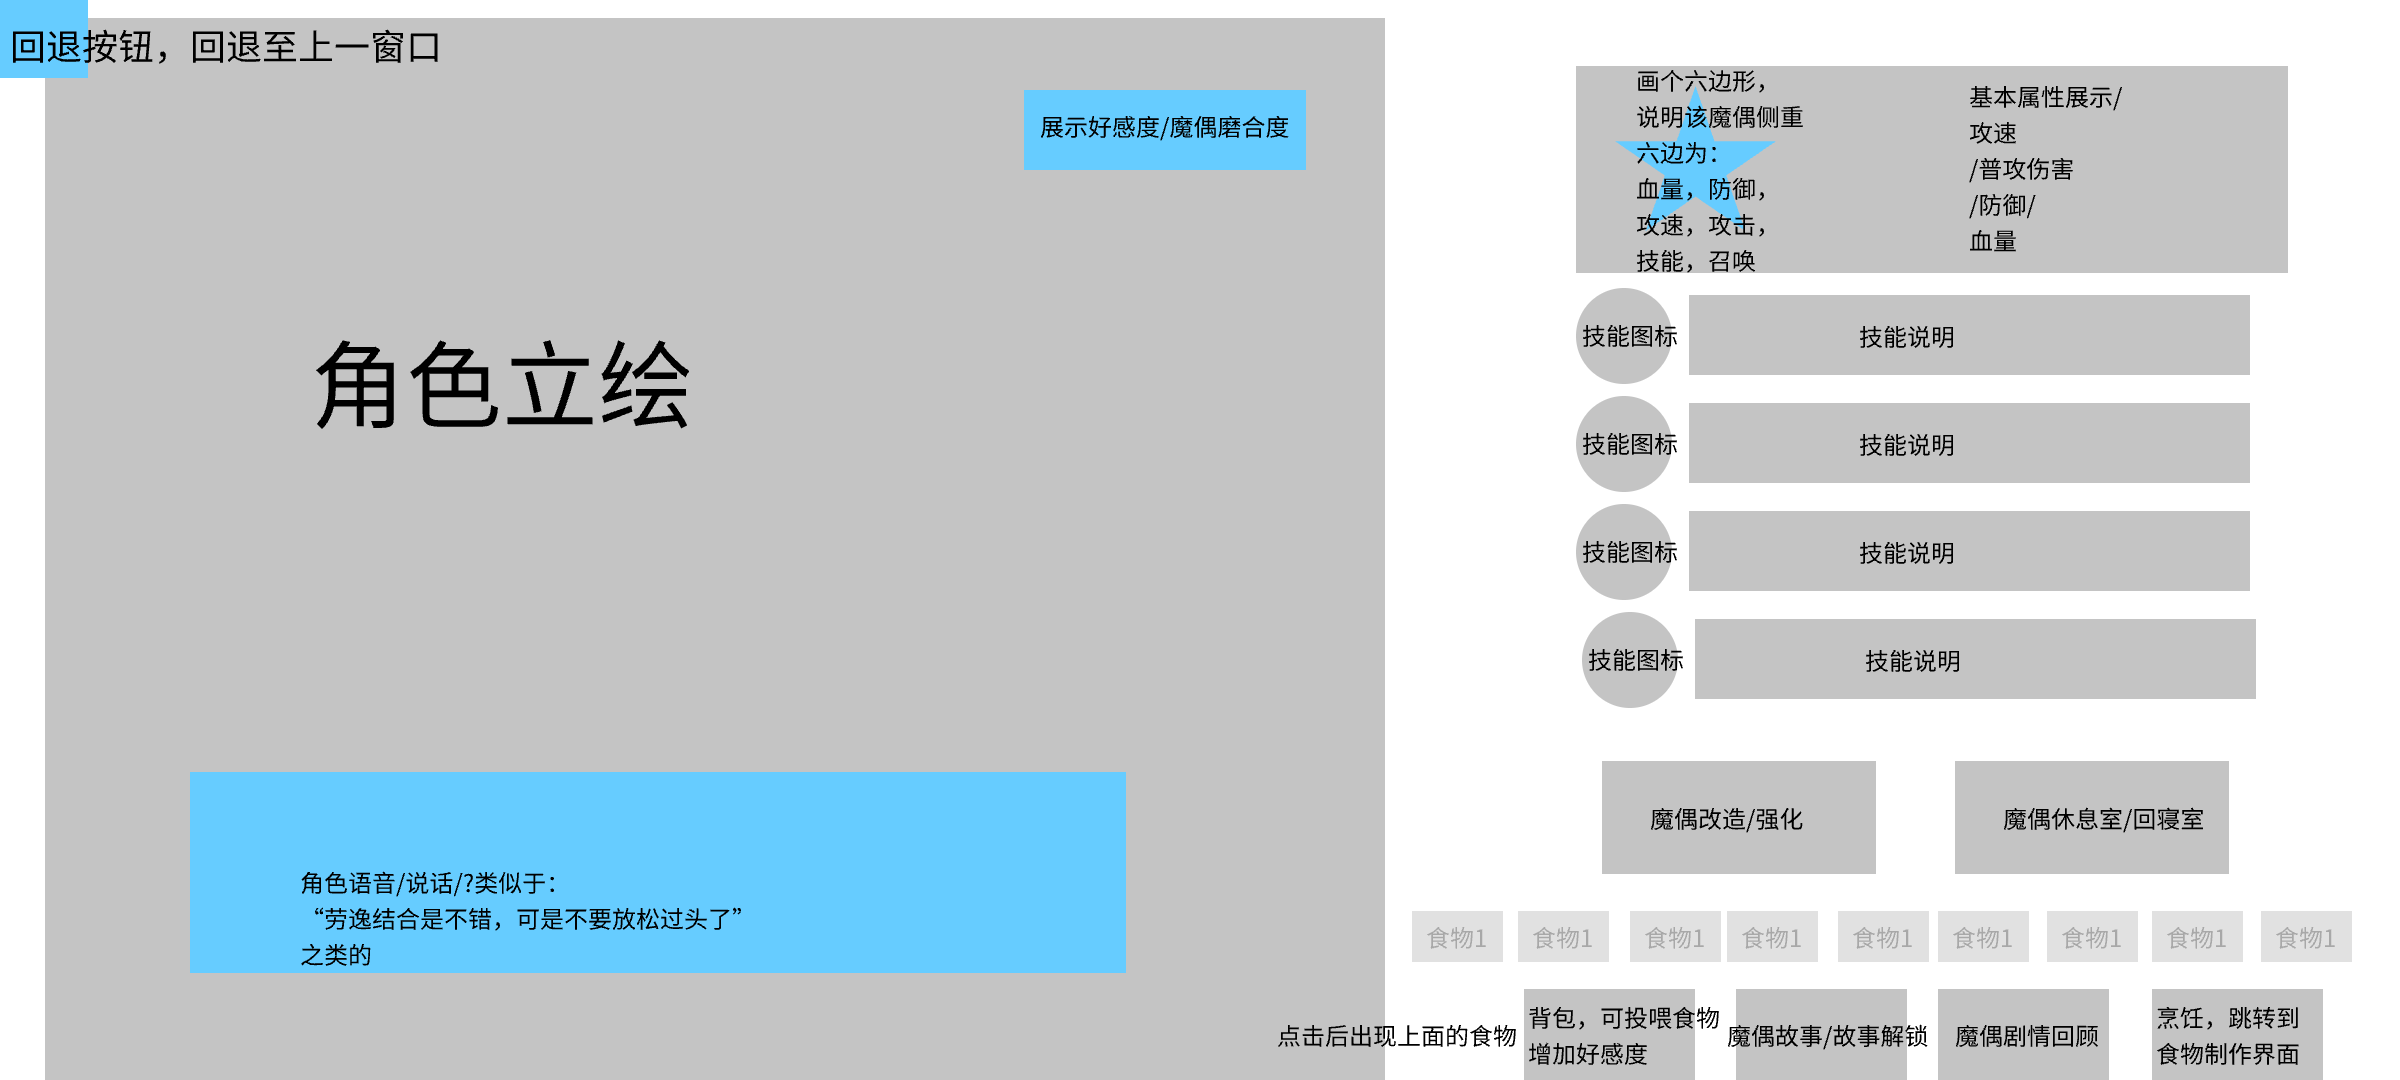 回退按钮，回退至上一窗口
展示好感度/魔偶磨合度
角色立绘
角色语音/说话/?类似于：
“劳逸结合是不错，可是不要放松过头了”
之类的
画个六边形，
说明该魔偶侧重
六边为：
血量，防御，
攻速，攻击，
技能，召唤
基本属性展示/
攻速
/普攻伤害
/防御/
血量
技能图标
技能说明
技能图标
技能说明
技能图标
技能说明
技能图标
技能说明
魔偶改造/强化
魔偶休息室/回寝室
食物1
食物1
食物1
食物1
食物1
食物1
食物1
食物1
食物1
点击后出现上面的食物
背包，可投喂食物
增加好感度
魔偶故事/故事解锁
魔偶剧情回顾
烹饪，跳转到
食物制作界面